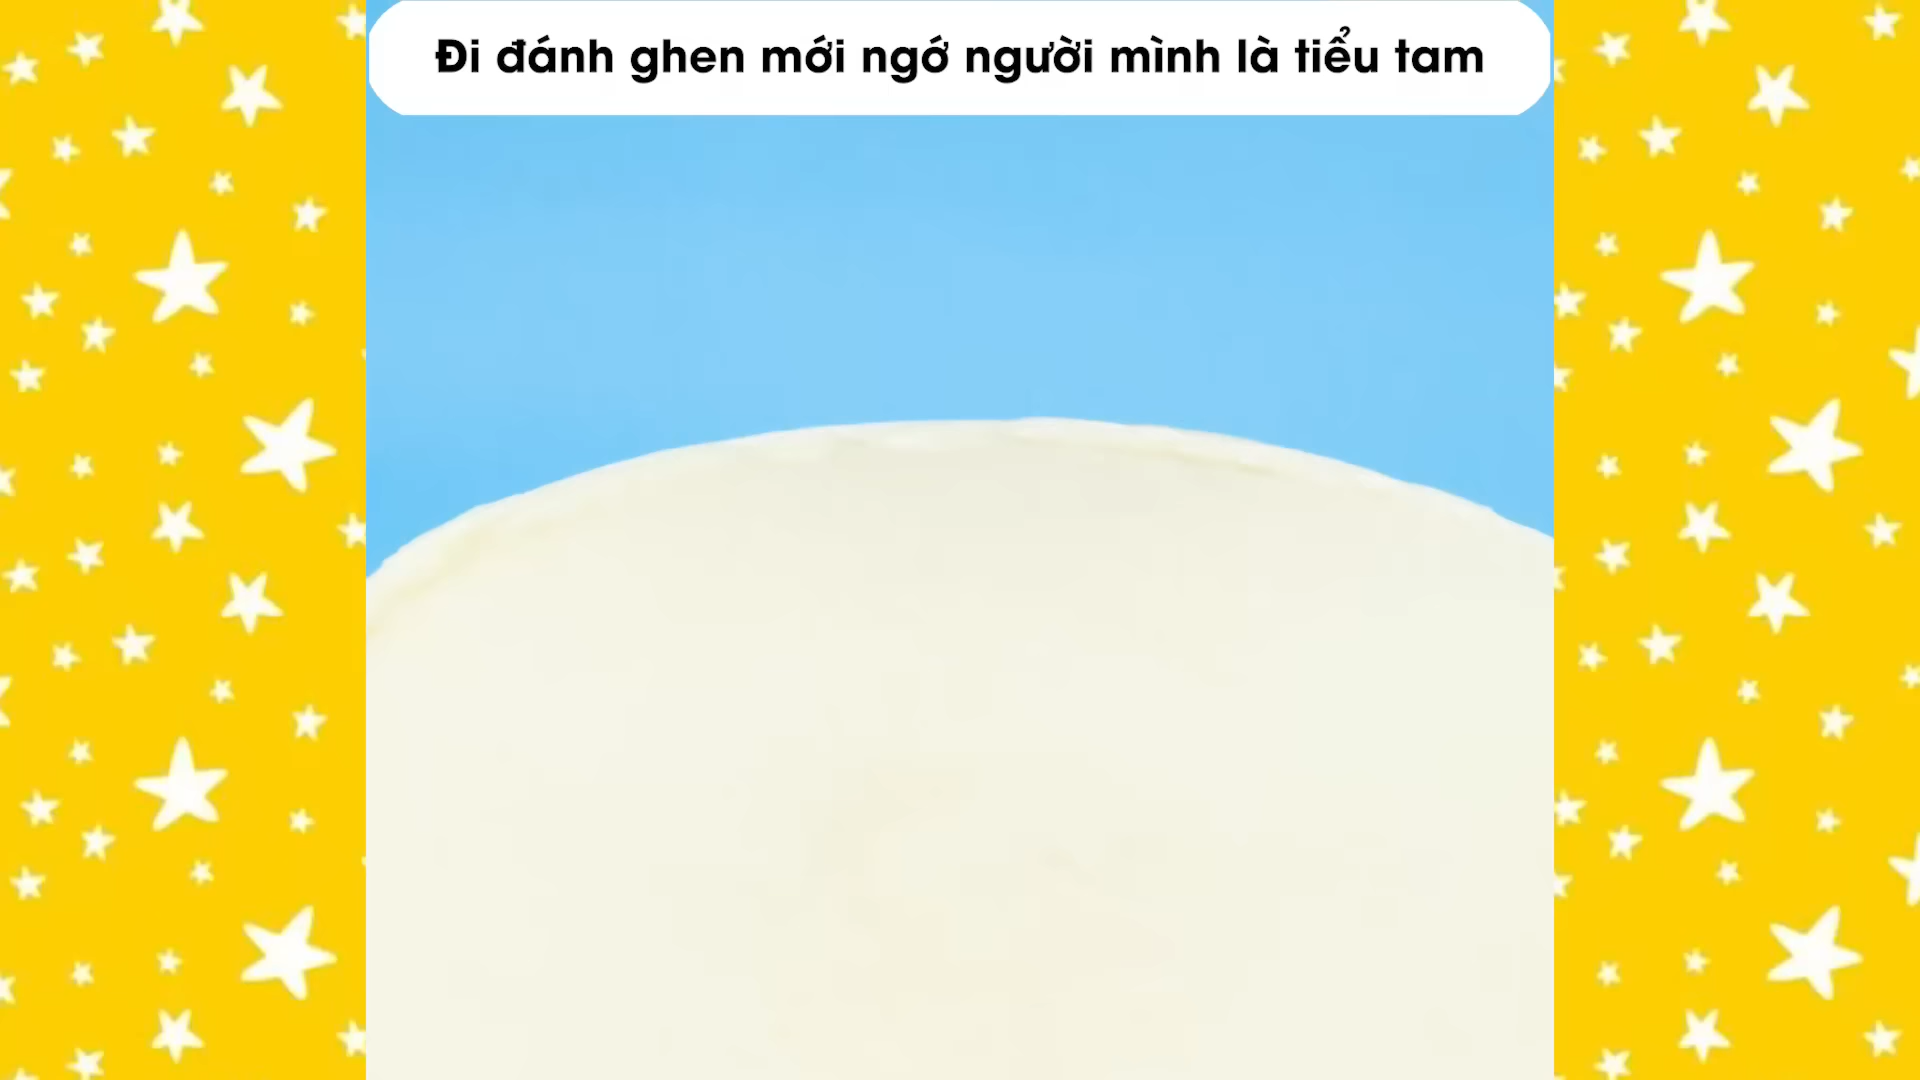 Đi đánh ghen mới ngớ người mình là tiểu tam